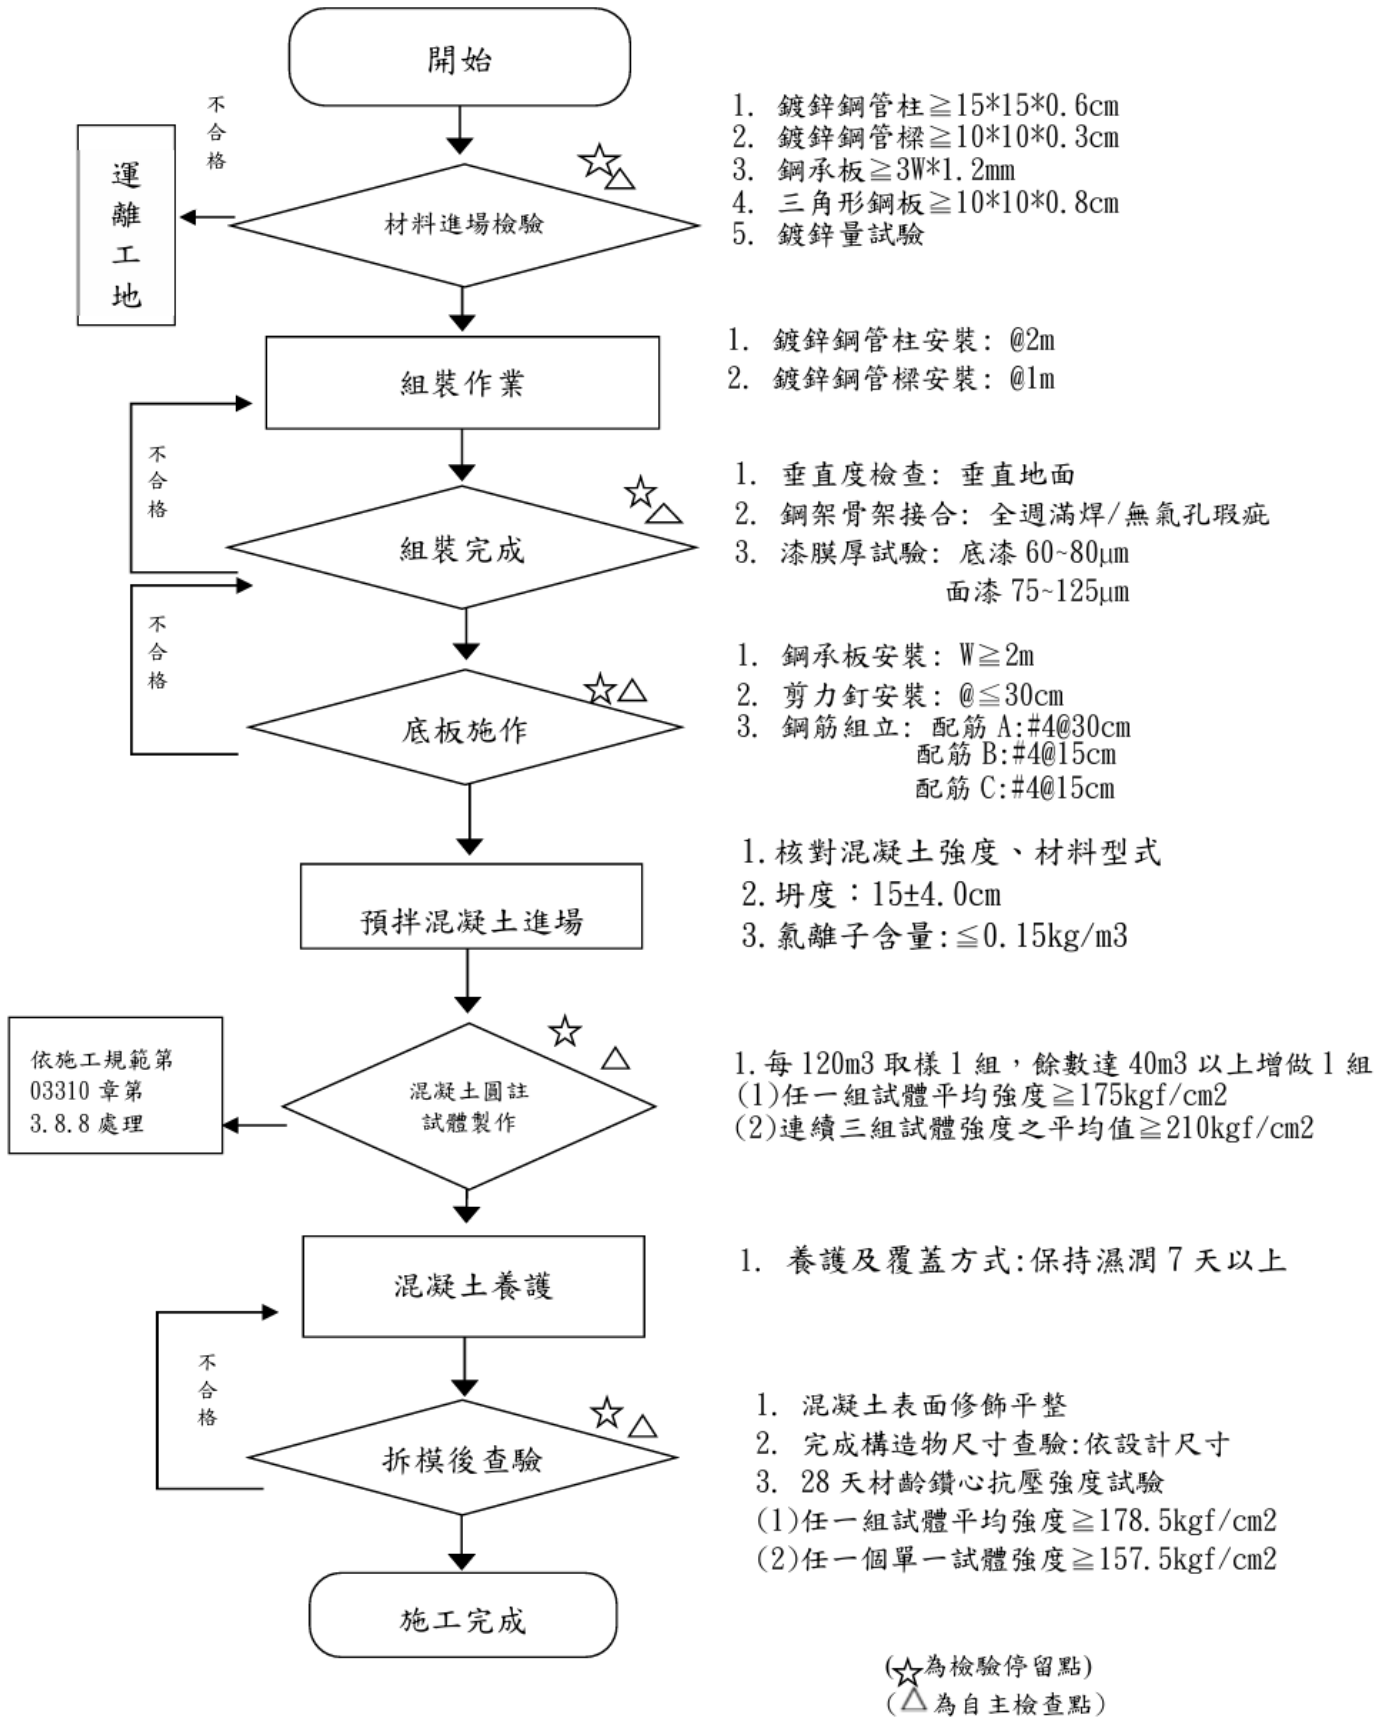 開始
不合格
運離工地
材料進場檢驗
1. 鍍鋅鋼管柱≧15*15*0.6cm
2. 鍍鋅鋼管樑≧10*10*0.3cm
3. 鋼承板≧3W*1.2mm
4. 三角形鋼板≧10*10*0.8cm
5. 鍍鋅量試驗
組裝作業
1. 鍍鋅鋼管柱安裝: @2m
2. 鍍鋅鋼管樑安裝: @1m
不合格
組裝完成
1. 垂直度檢查: 垂直地面
2. 鋼架骨架接合: 全週滿焊/無氣孔瑕疵
3. 漆膜厚試驗: 底漆 60~80μm
面漆 75~125μm
不合格
底板施作
1. 鋼承板安裝: W≧2m
2. 剪力釘安裝: @≦30cm
3. 鋼筋組立: 配筋 A:#4@30cm
配筋 B:#4@15cm
配筋 C:#4@15cm
預拌混凝土進場
1.核對混凝土強度、材料型式
2.坍度：15±4.0cm
3.氯離子含量:≦0.15kg/m3
依施工規範第
03310 章第
3.8.8 處理
混凝土圓註
試體製作
1.每 120m3 取樣 1 組，餘數達 40m3 以上增做 1 組
(1)任一組試體平均強度≧175kgf/cm2
(2)連續三組試體強度之平均值≧210kgf/cm2
混凝土養護
1. 養護及覆蓋方式:保持濕潤 7 天以上
不合格
拆模後查驗
1. 混凝土表面修飾平整
2. 完成構造物尺寸查驗:依設計尺寸
3. 28 天材齡鑽心抗壓強度試驗
(1)任一組試體平均強度≧178.5kgf/cm2
(2)任一個單一試體強度≧157.5kgf/cm2
施工完成
(☆為檢驗停留點)
(△為自主檢查點)